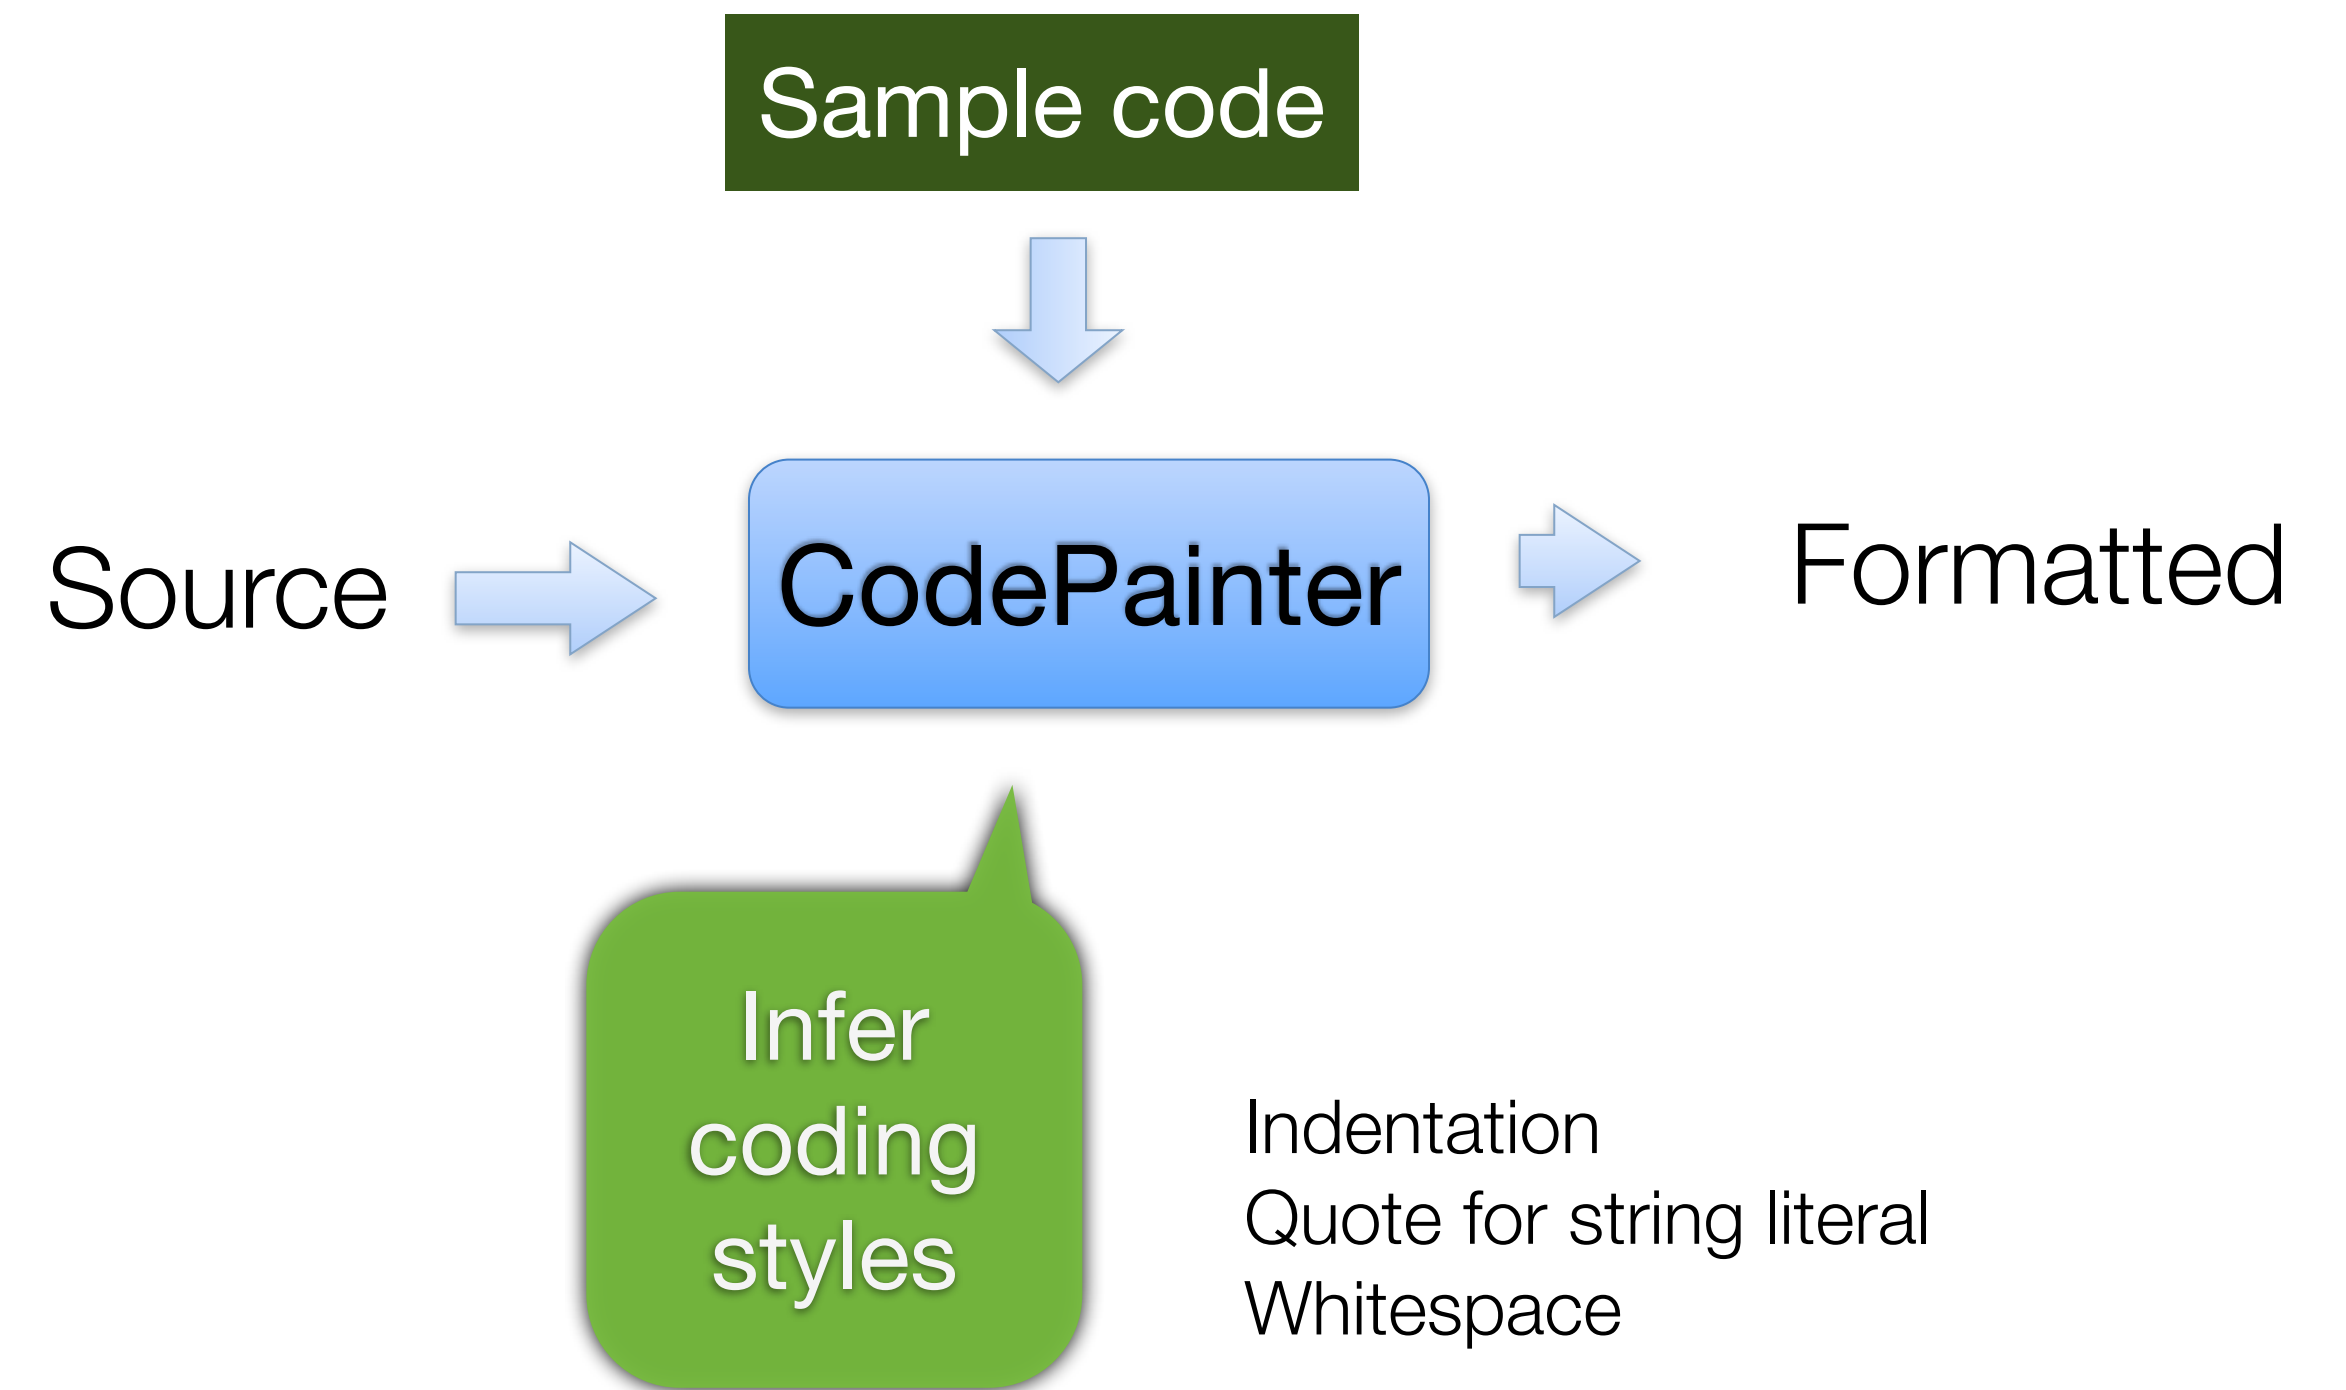 Sample code
Source
CodePainter
Formatted
Infer
coding
styles
Indentation
Quote for string literal
Whitespace